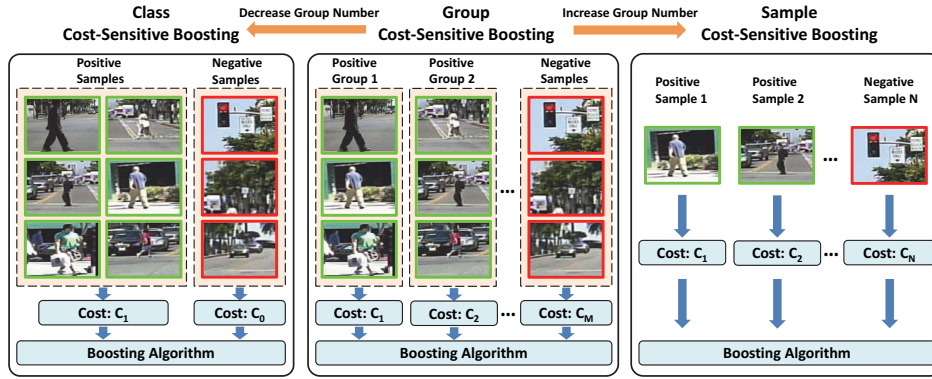 Class
Cost-Sensitive Boosting
Decrease Group Number
Group
Cost-Sensitive Boosting
Increase Group Number
Sample
Cost-Sensitive Boosting
Positive
Samples
Negative
Samples
Cost: C1
Cost: C0
Boosting Algorithm
Positive
Group 1
Positive
Group 2
Negative
Samples
...
Cost: C1
Cost: C2
...
Cost: CM
Boosting Algorithm
Positive
Sample 1
Positive
Sample 2
Negative
Sample N
...
Cost: C1
Cost: C2
...
Cost: CN
Boosting Algorithm